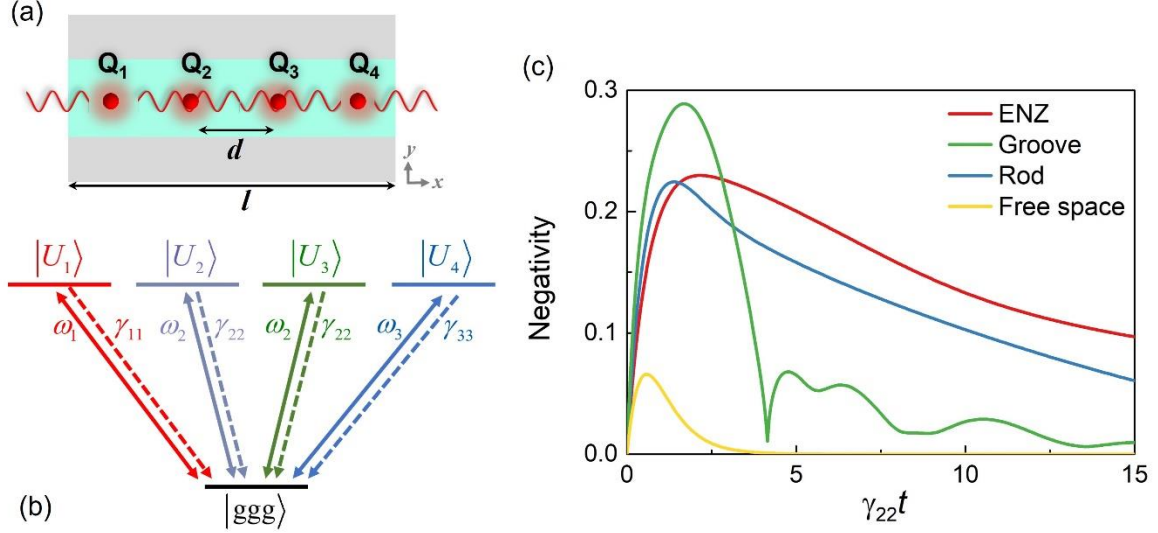 (a)
Q1 Q2 Q3 Q4
d
y
x
l
|U1⟩ |U2⟩ |U3⟩ |U4⟩
ω1 γ11 ω2 γ22 ω2 γ22 ω3 γ33
|ggg⟩
(b)
(c)
ENZ
Groove
Rod
Free space
Negativity
0.3
0.2
0.1
0.0
0 5 10 15
γ22t